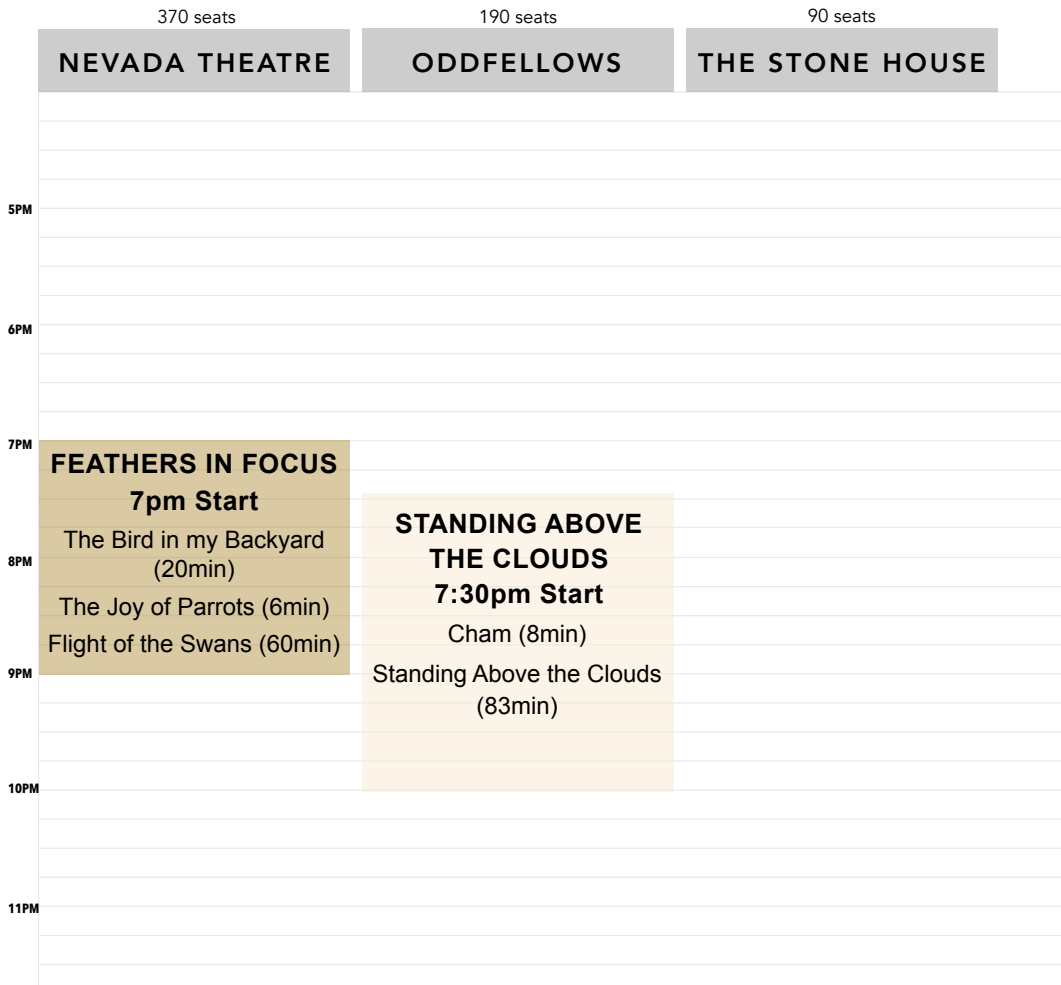 370 seats
190 seats
90 seats
NEVADA THEATRE
ODDFELLOWS
THE STONE HOUSE
5PM
6PM
7PM
FEATHERS IN FOCUS
7pm Start
The Bird in my Backyard
(20min)
The Joy of Parrots (6min)
Flight of the Swans (60min)
STANDING ABOVE
THE CLOUDS
7:30pm Start
Cham (8min)
Standing Above the Clouds
(83min)
8PM
9PM
10PM
11PM